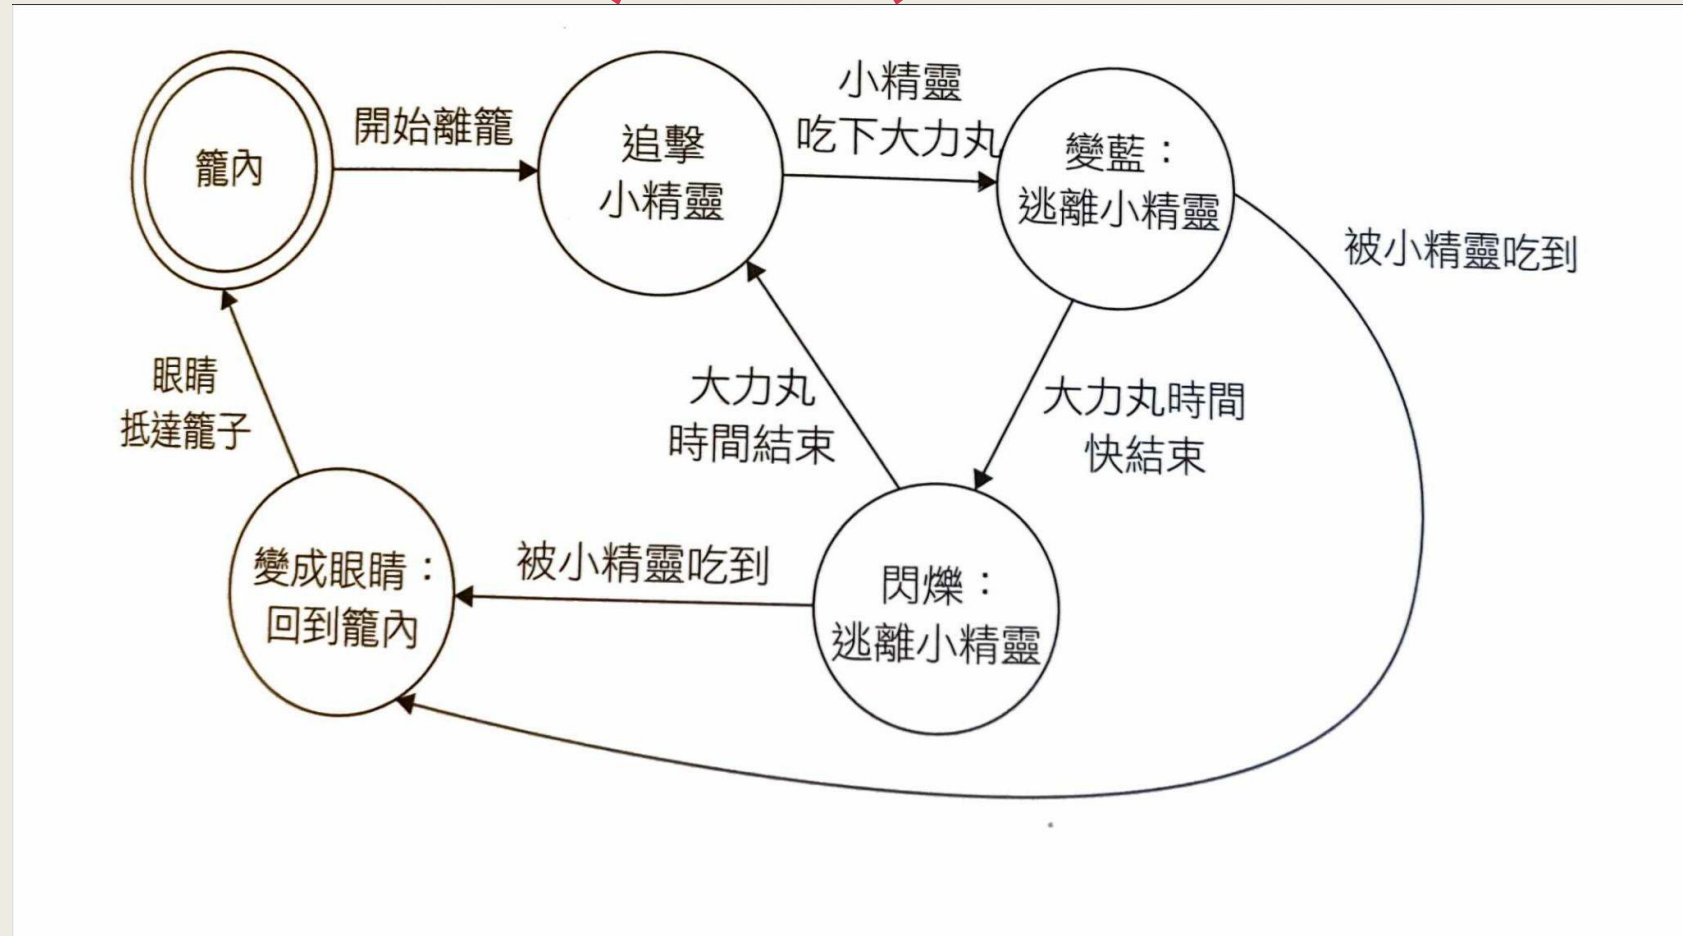 籠內
開始離籠
追擊
小精靈
小精靈
吃下大力丸
變藍：
逃離小精靈
被小精靈吃到
眼睛
抵達籠子
大力丸
時間結束
大力丸時間
快結束
變成眼睛：
回到籠內
被小精靈吃到
閃爍：
逃離小精靈